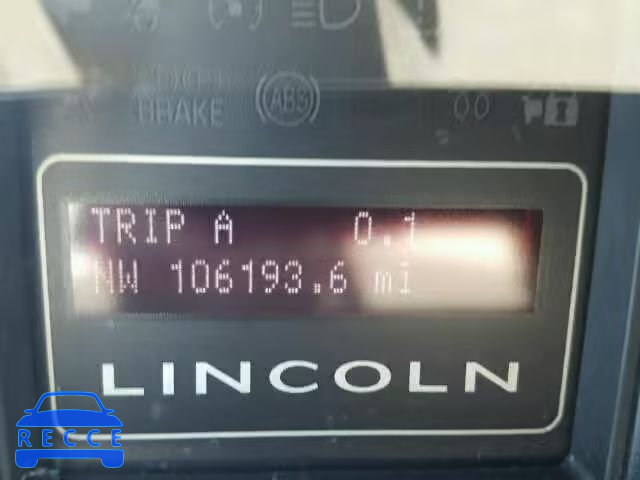 BRAKE (ABS)
TRIP A 0.1
NW 106193.6 mi
LINCOLN
RECCE